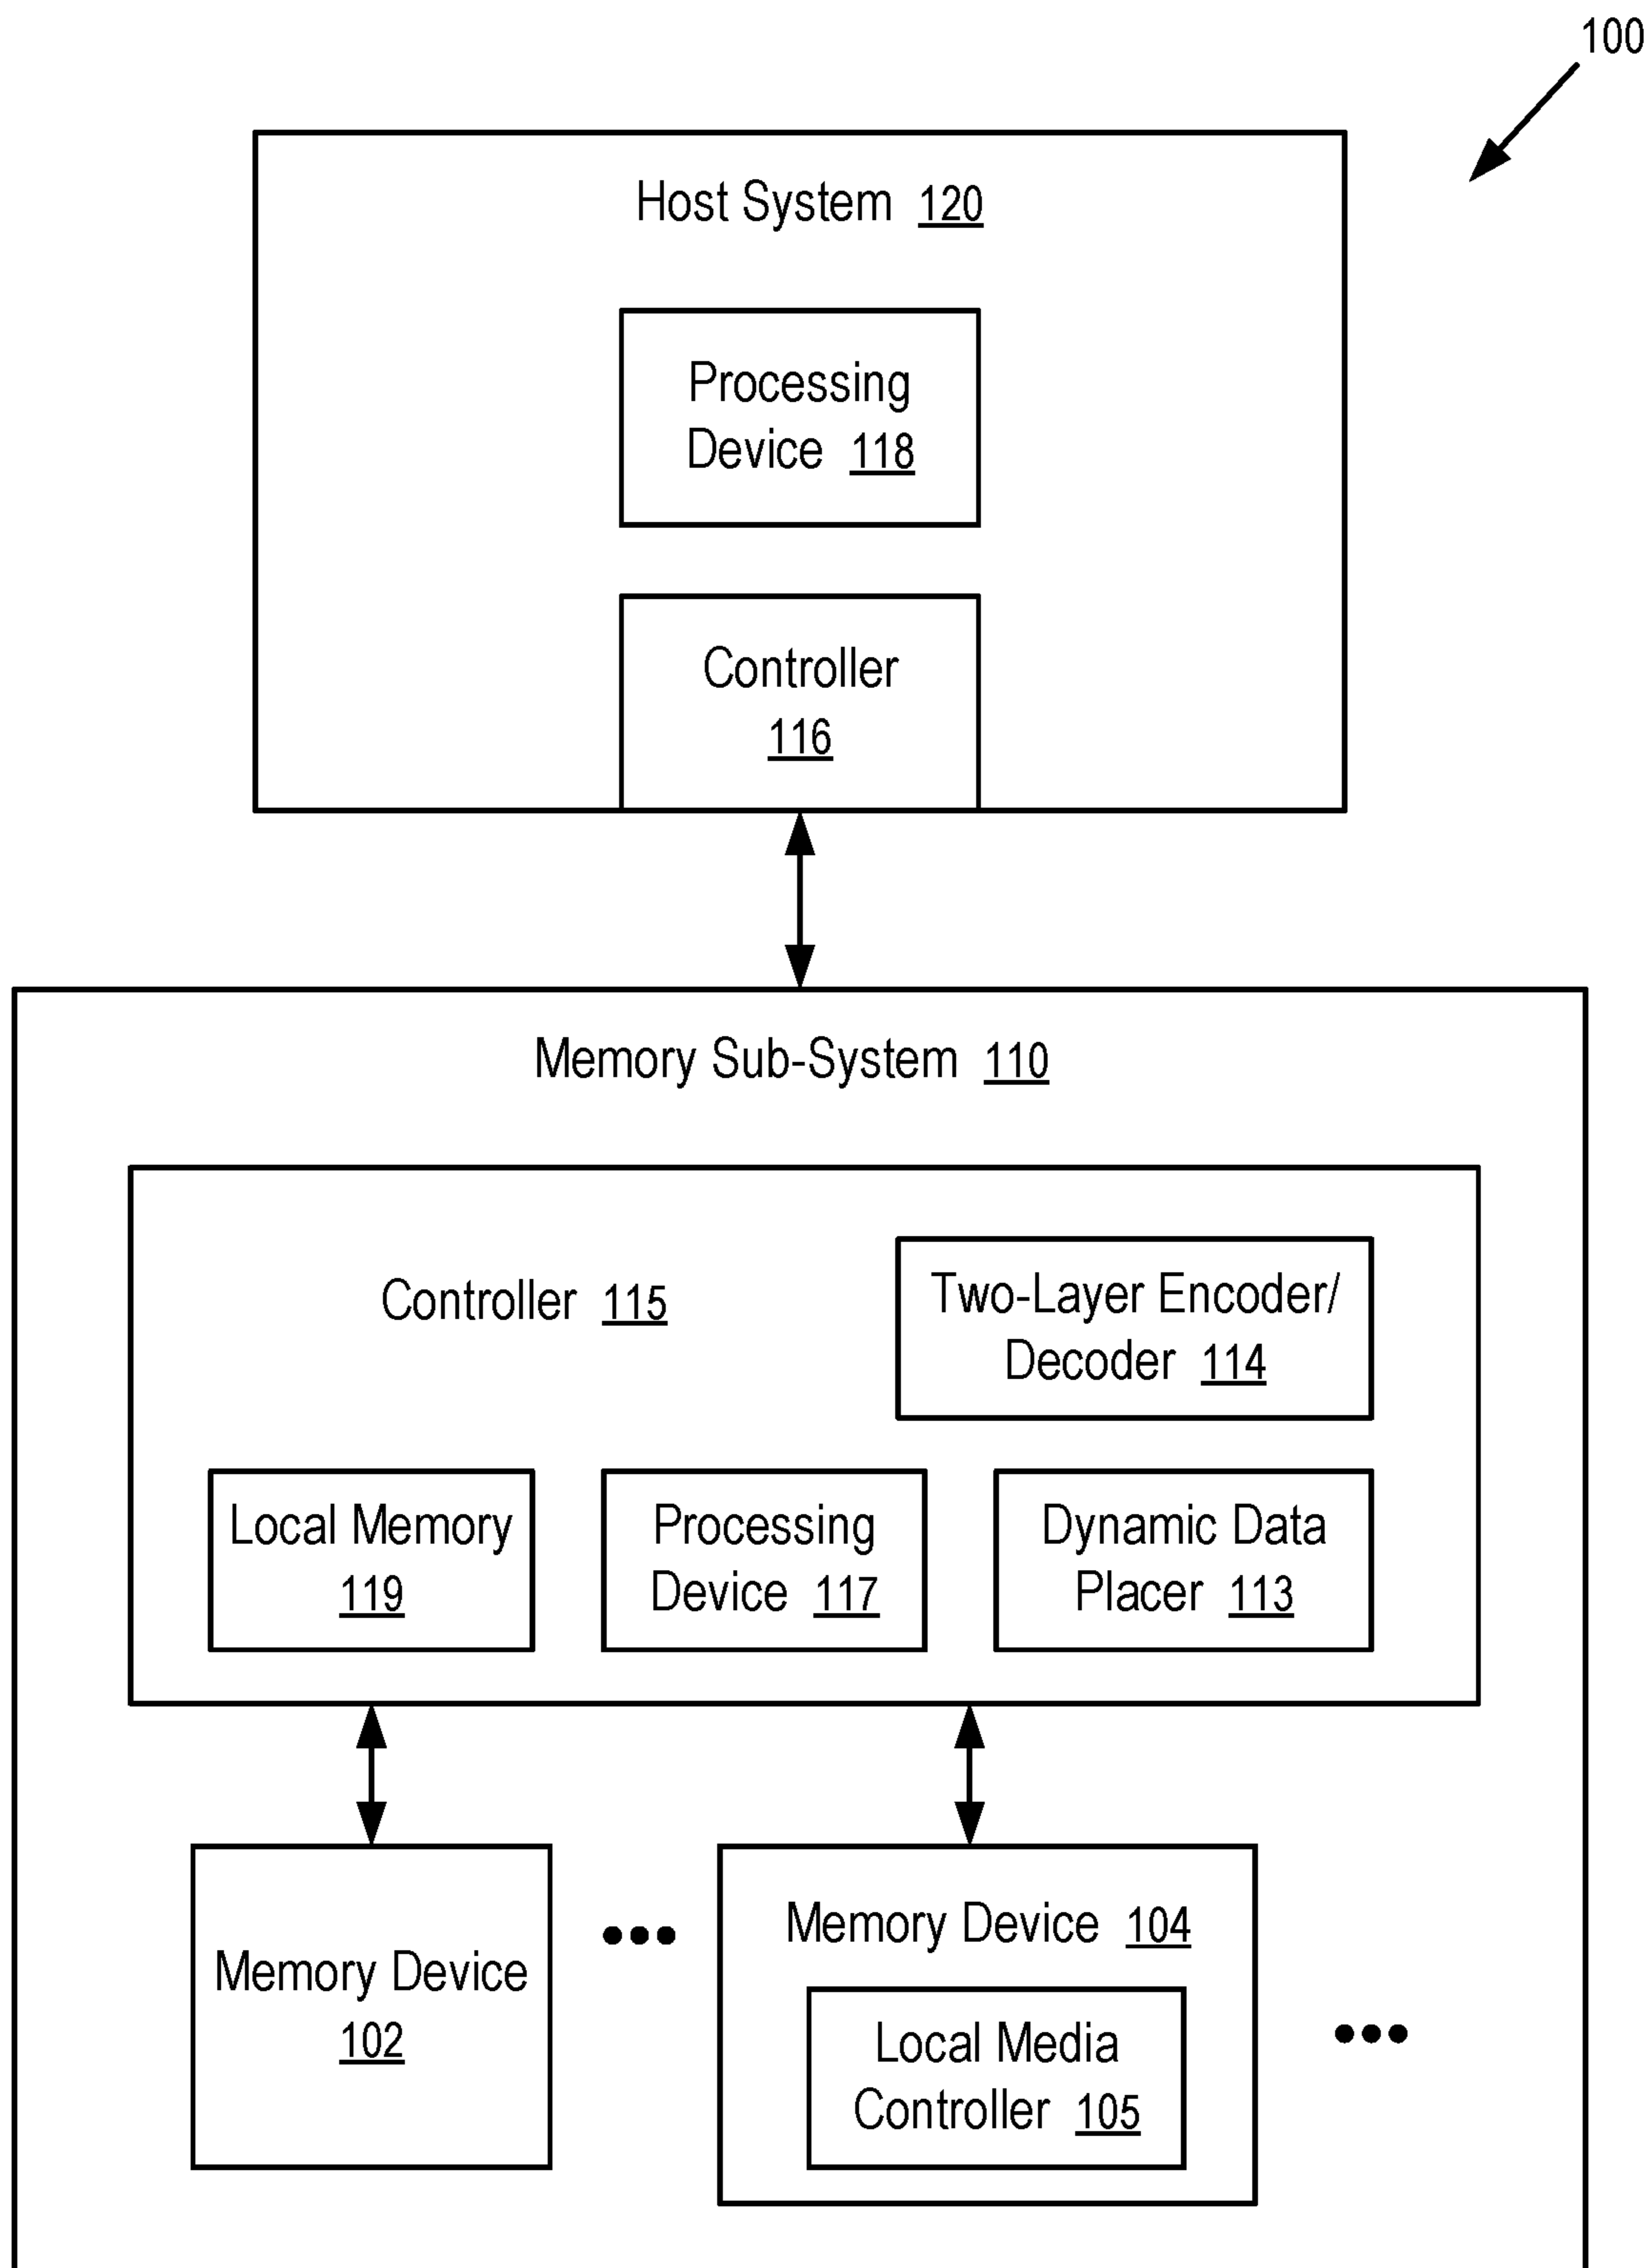 100
Host System 120
Processing
Device 118
Controller
116
Memory Sub-System 110
Controller 115
Two-Layer Encoder/
Decoder 114
Local Memory
119
Processing
Device 117
Dynamic Data
Placer 113
Memory Device
102
Memory Device 104
Local Media
Controller 105